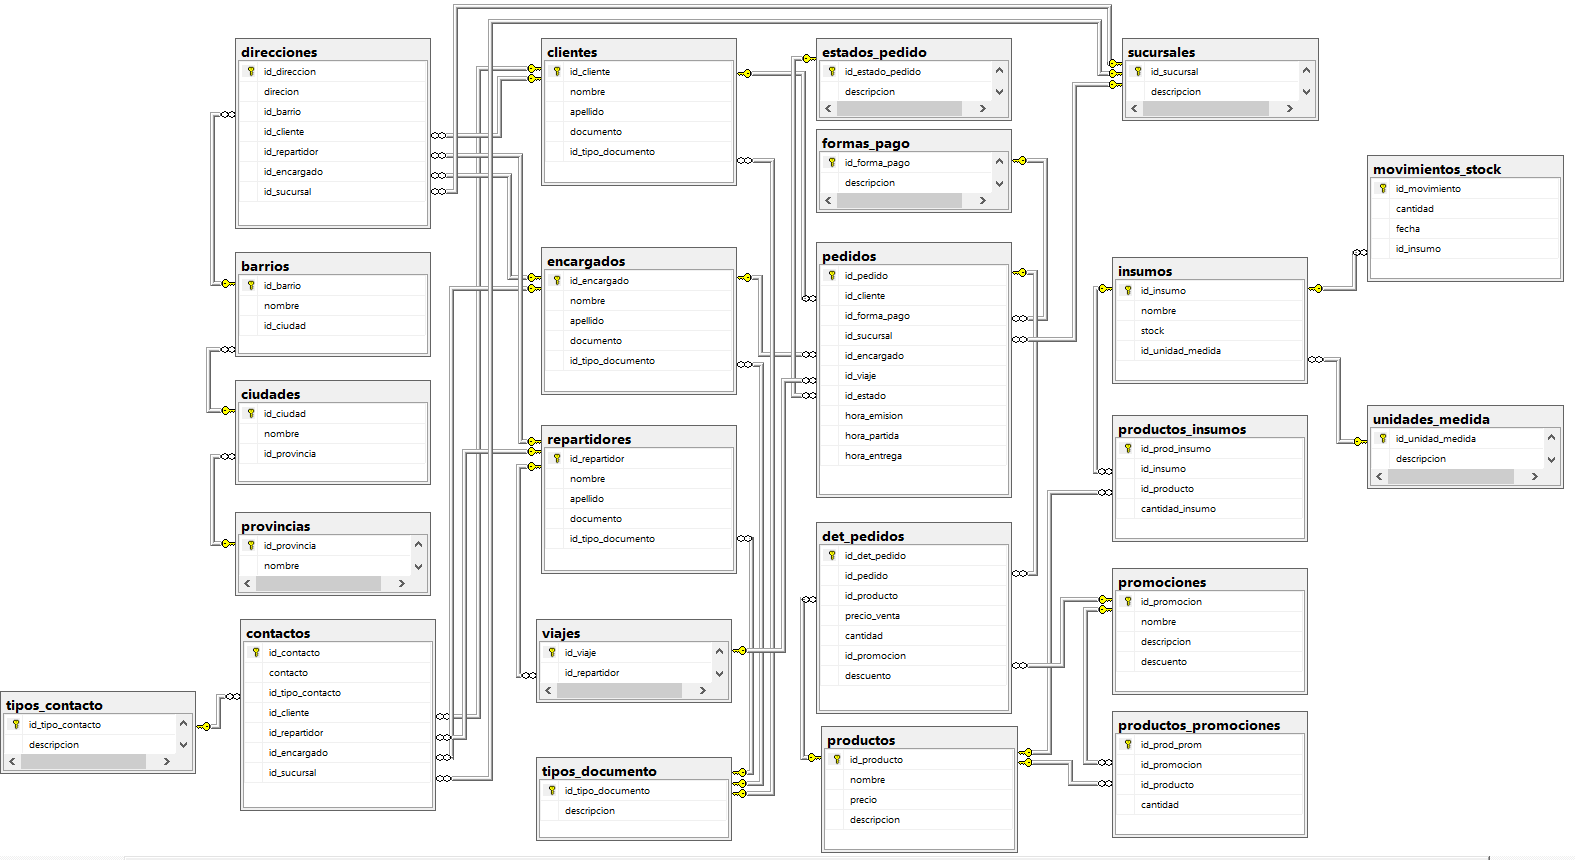 direcciones
id_direccion
direcion
id_barrio
id_cliente
id_repartidor
id_encargado
id_sucursal
barrios
id_barrio
nombre
id_ciudad
ciudades
id_ciudad
nombre
id_provincia
provincias
id_provincia
nombre
contactos
id_contacto
contacto
id_tipo_contacto
id_cliente
id_repartidor
id_encargado
id_sucursal
tipos_contacto
id_tipo_contacto
descripcion
clientes
id_cliente
nombre
apellido
documento
id_tipo_documento
encargados
id_encargado
nombre
apellido
documento
id_tipo_documento
repartidores
id_repartidor
nombre
apellido
documento
id_tipo_documento
viajes
id_viaje
id_repartidor
tipos_documento
id_tipo_documento
descripcion
estados_pedido
id_estado_pedido
descripcion
formas_pago
id_forma_pago
descripcion
pedidos
id_pedido
id_cliente
id_forma_pago
id_sucursal
id_encargado
id_viaje
id_estado
hora_emision
hora_partida
hora_entrega
det_pedidos
id_det_pedido
id_pedido
id_producto
precio_venta
cantidad
id_promocion
descuento
productos
id_producto
nombre
precio
descripcion
sucursales
id_sucursal
descripcion
insumos
id_insumo
nombre
stock
id_unidad_medida
productos_insumos
id_prod_insumo
id_insumo
id_producto
cantidad_insumo
promociones
id_promocion
nombre
descripcion
descuento
productos_promociones
id_prod_prom
id_promocion
id_producto
cantidad
movimientos_stock
id_movimiento
cantidad
fecha
id_insumo
unidades_medida
id_unidad_medida
descripcion